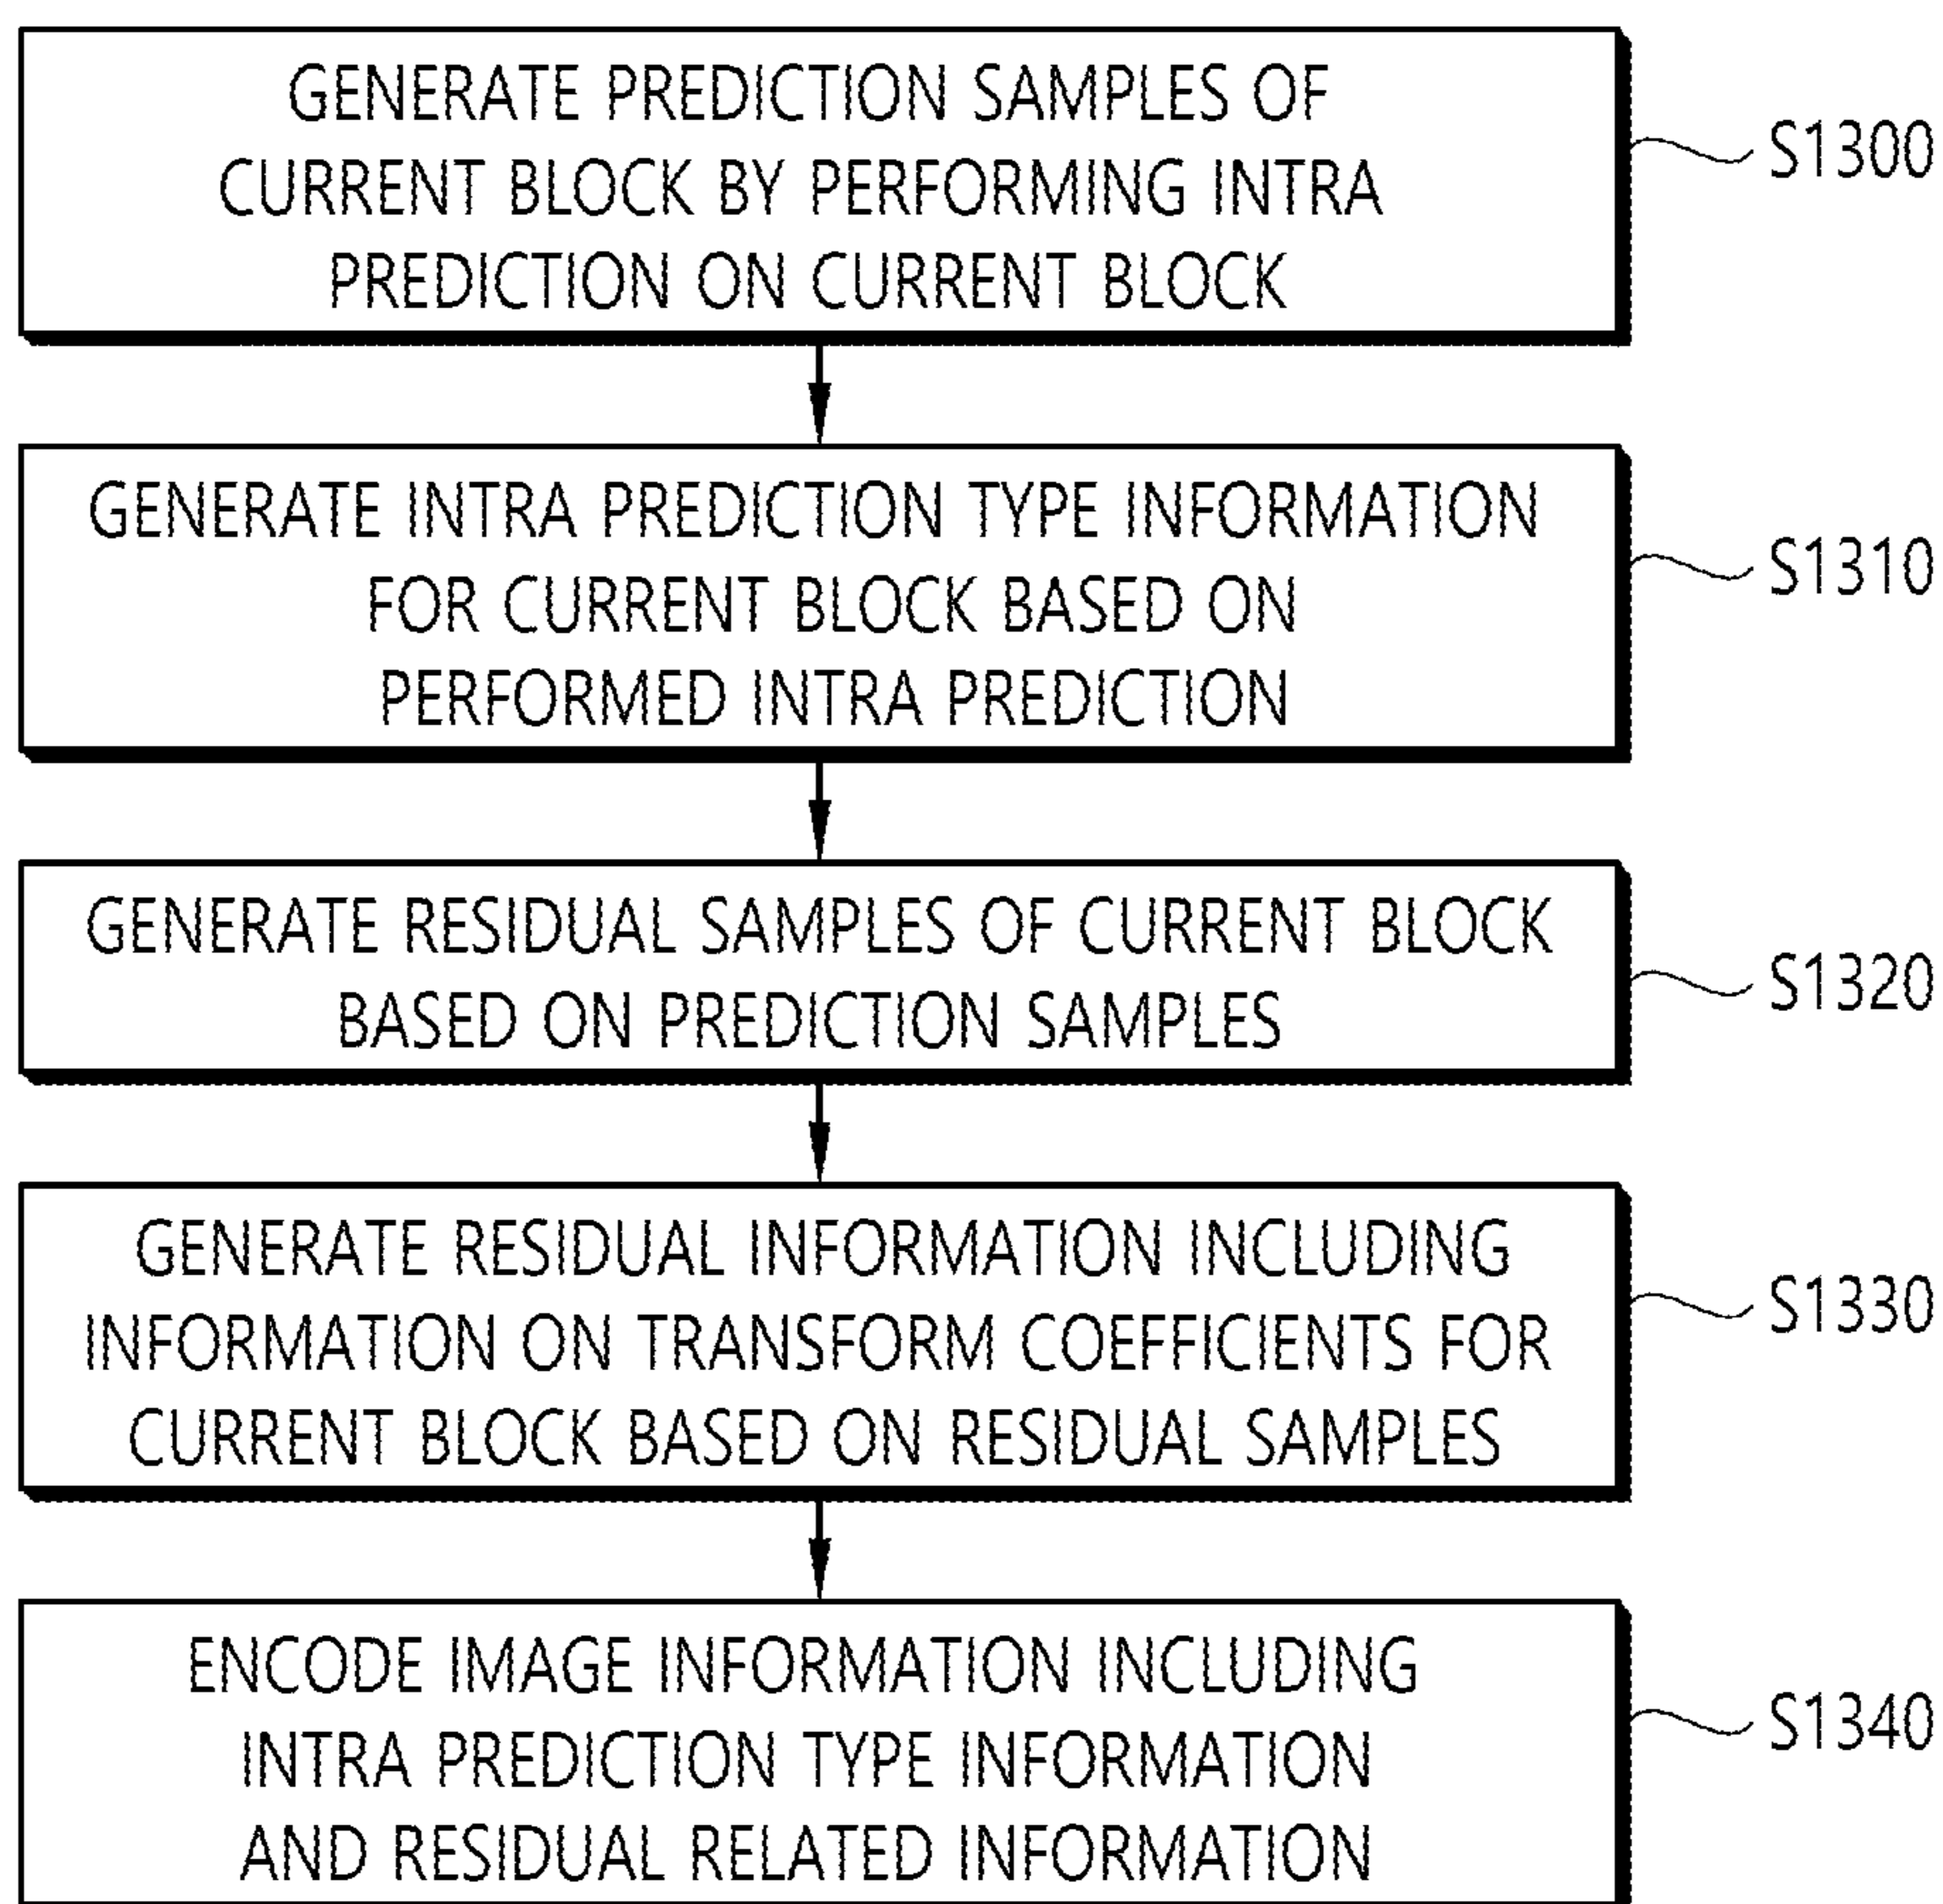 GENERATE PREDICTION SAMPLES OF
CURRENT BLOCK BY PERFORMING INTRA
PREDICTION ON CURRENT BLOCK
S1300
GENERATE INTRA PREDICTION TYPE INFORMATION
FOR CURRENT BLOCK BASED ON
PERFORMED INTRA PREDICTION
S1310
GENERATE RESIDUAL SAMPLES OF CURRENT BLOCK
BASED ON PREDICTION SAMPLES
S1320
GENERATE RESIDUAL INFORMATION INCLUDING
INFORMATION ON TRANSFORM COEFFICIENTS FOR
CURRENT BLOCK BASED ON RESIDUAL SAMPLES
S1330
ENCODE IMAGE INFORMATION INCLUDING
INTRA PREDICTION TYPE INFORMATION
AND RESIDUAL RELATED INFORMATION
S1340